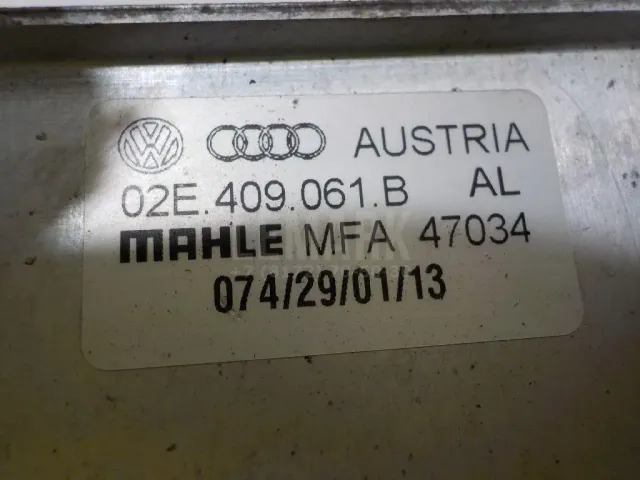 AUSTRIA
02E.409.061.B AL
MAHLE MFA 47034
074/29/01/13